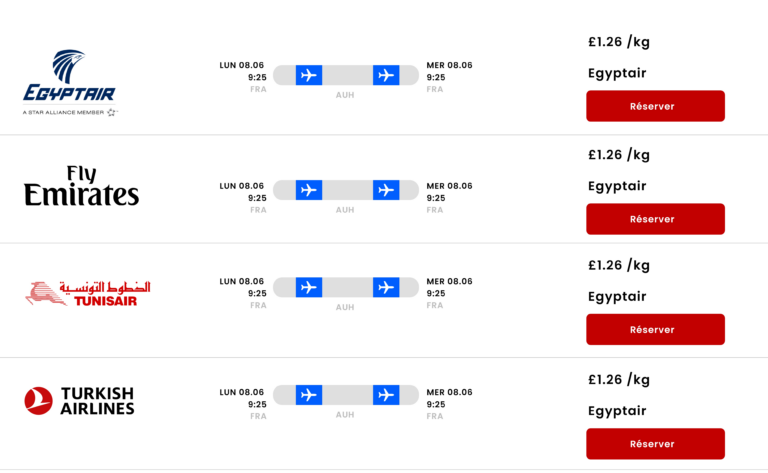 £1.26 /kg
LUN 08.06
MER 08.06
EGYPTAIR
9:25
9:25
Egyptair
FRA
FRA
AUH
A STAR ALLIANCE MEMBER
Réserver
£1.26 /kg
Fly
Emirates
LUN 08.06
MER 08.06
9:25
9:25
Egyptair
FRA
AUH
FRA
Réserver
£1.26 /kg
الخطوط التونسية
TUNISAIR
LUN 08.06
MER 08.06
9:25
9:25
Egyptair
FRA
AUH
FRA
Réserver
£1.26 /kg
TURKISH
AIRLINES
LUN 08.06
MER 08.06
9:25
9:25
Egyptair
FRA
AUH
FRA
Réserver